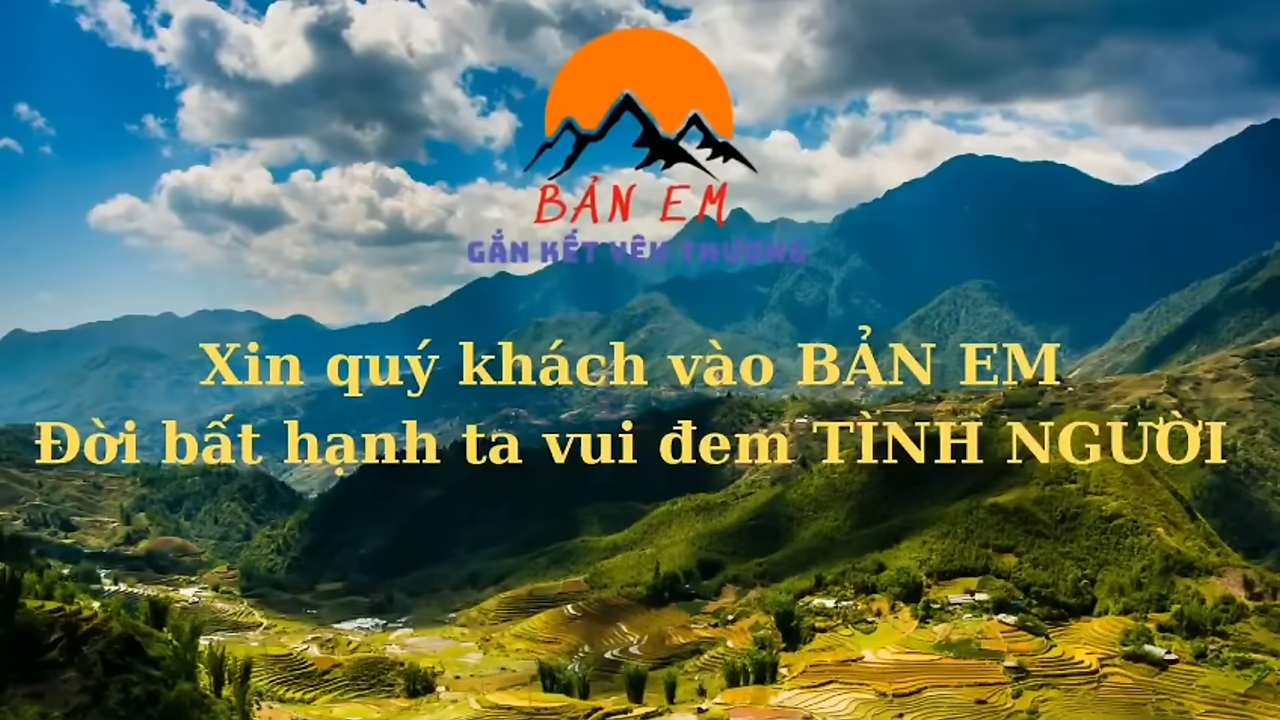 BẢN EM
GẮN KẾT YÊU THƯƠNG
Xin quý khách vào BẢN EM
Đời bất hạnh ta vui đem TÌNH NGƯỜI